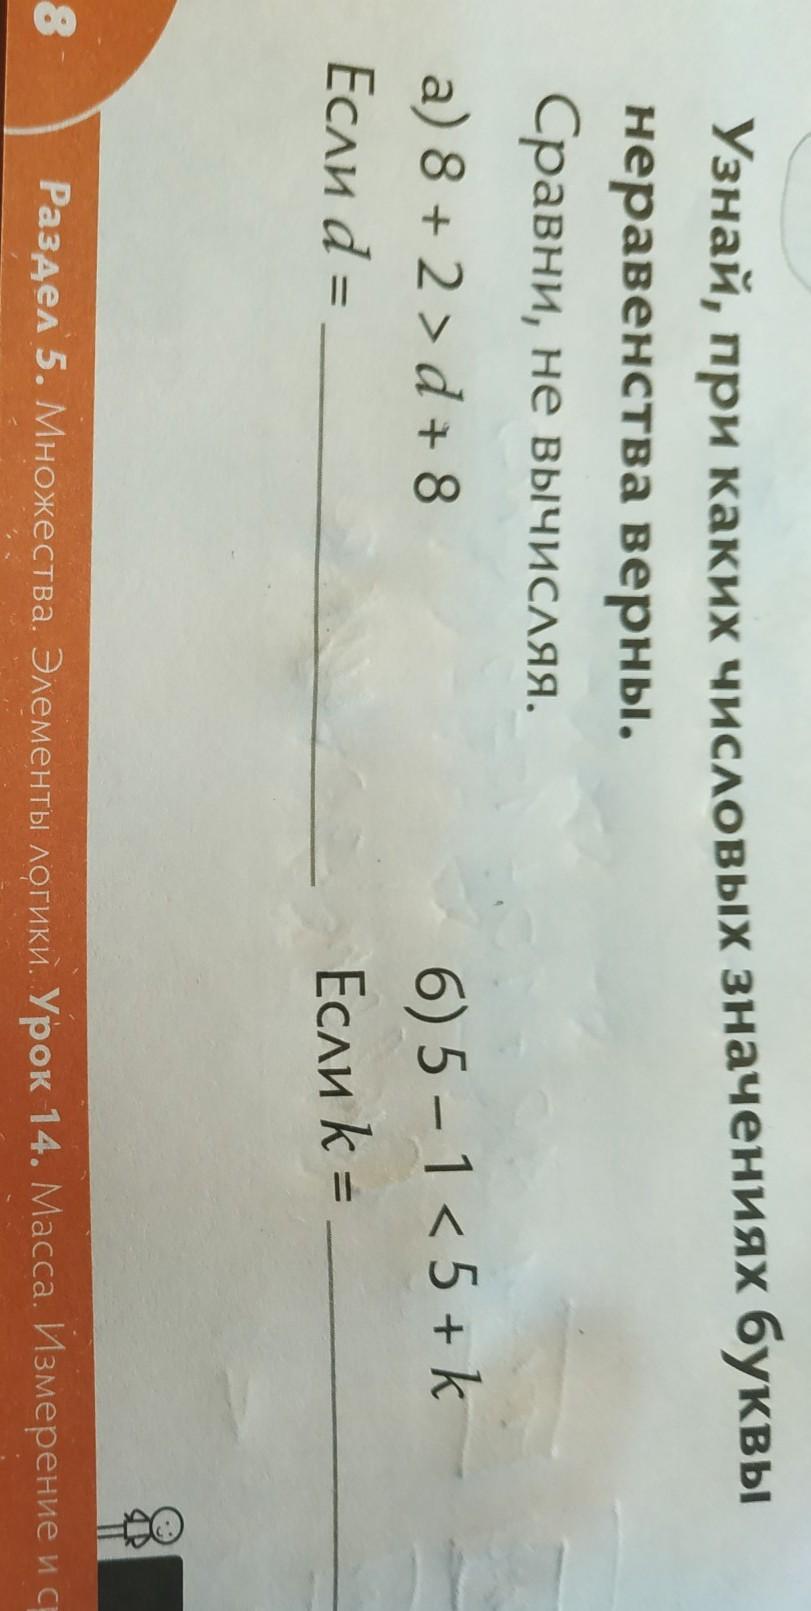 Узнай, при каких числовых значениях буквы
неравенства верны.
Сравни, не вычисляя.
а) 8 + 2 > d + 8
б) 5 – 1 < 5 + k
Если d =
Если k =
8
Раздел 5. Множества. Элементы логики. Урок 14. Масса. Измерение и